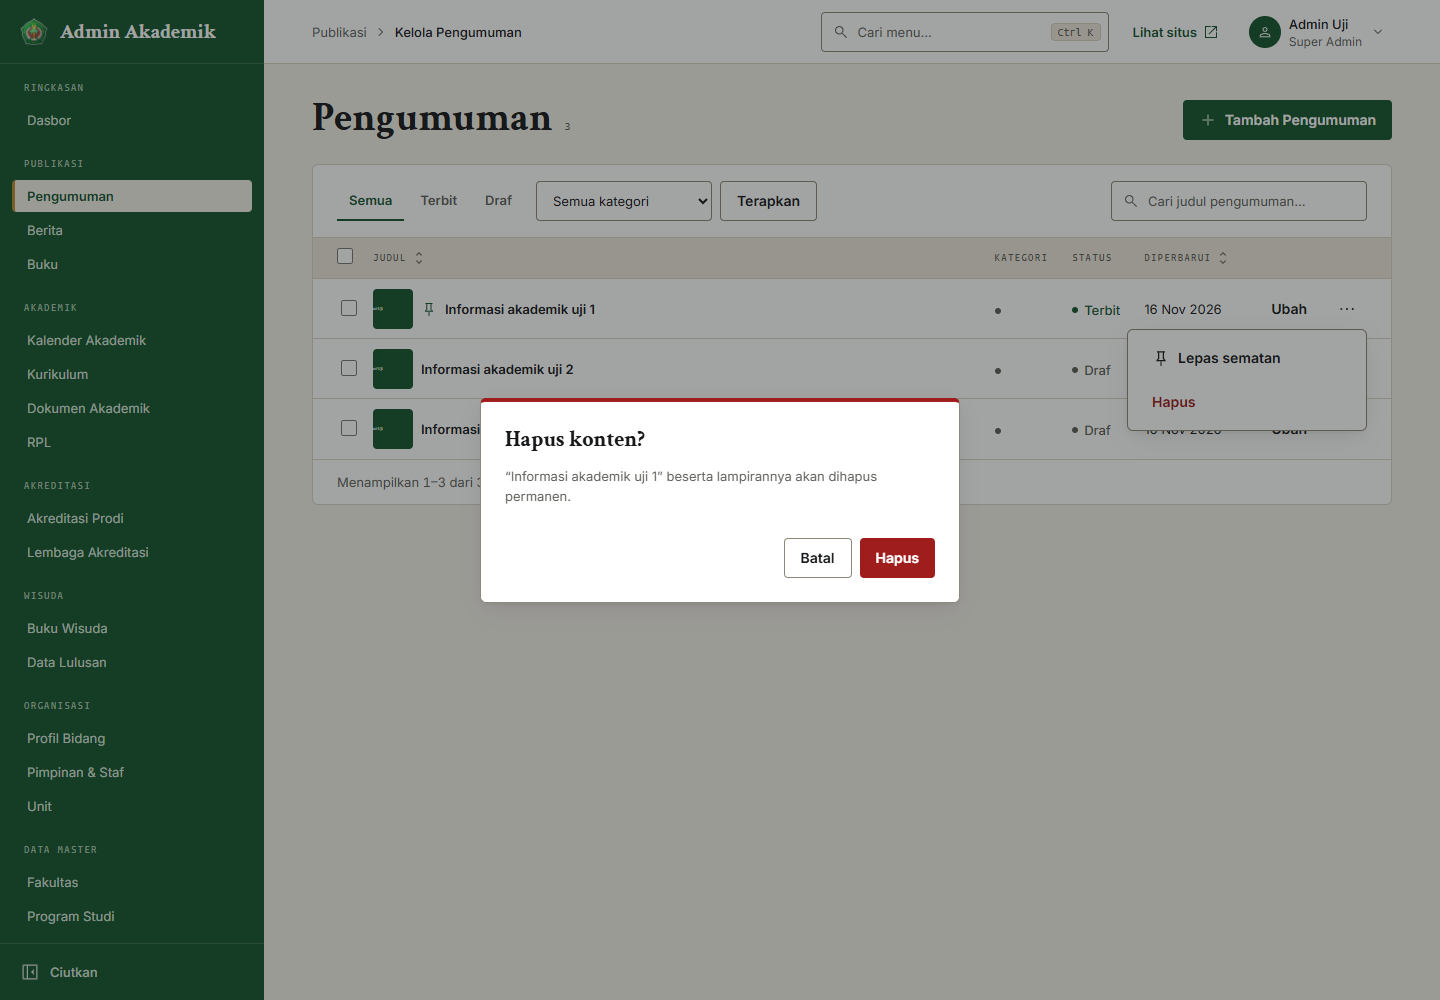 Admin Akademik
Publikasi > Kelola Pengumuman
Cari menu...
Ctrl K
Lihat situs
Admin Uji
Super Admin
RINGKASAN
Dasbor
PUBLIKASI
Pengumuman
Berita
Buku
AKADEMIK
Kalender Akademik
Kurikulum
Dokumen Akademik
RPL
AKREDITASI
Akreditasi Prodi
Lembaga Akreditasi
WISUDA
Buku Wisuda
Data Lulusan
ORGANISASI
Profil Bidang
Pimpinan & Staf
Unit
DATA MASTER
Fakultas
Program Studi
Ciutkan
Pengumuman 3
Tambah Pengumuman
Semua
Terbit
Draf
Semua kategori
Terapkan
Cari judul pengumuman...
JUDUL
KATEGORI
STATUS
DIPERBARUI
Informasi akademik uji 1
Terbit
16 Nov 2026
Ubah
Informasi akademik uji 2
Draf
Lepas sematan
Hapus
Informasi
Draf
Menampilkan 1–3 dari
Hapus konten?
“Informasi akademik uji 1” beserta lampirannya akan dihapus
permanen.
Batal
Hapus